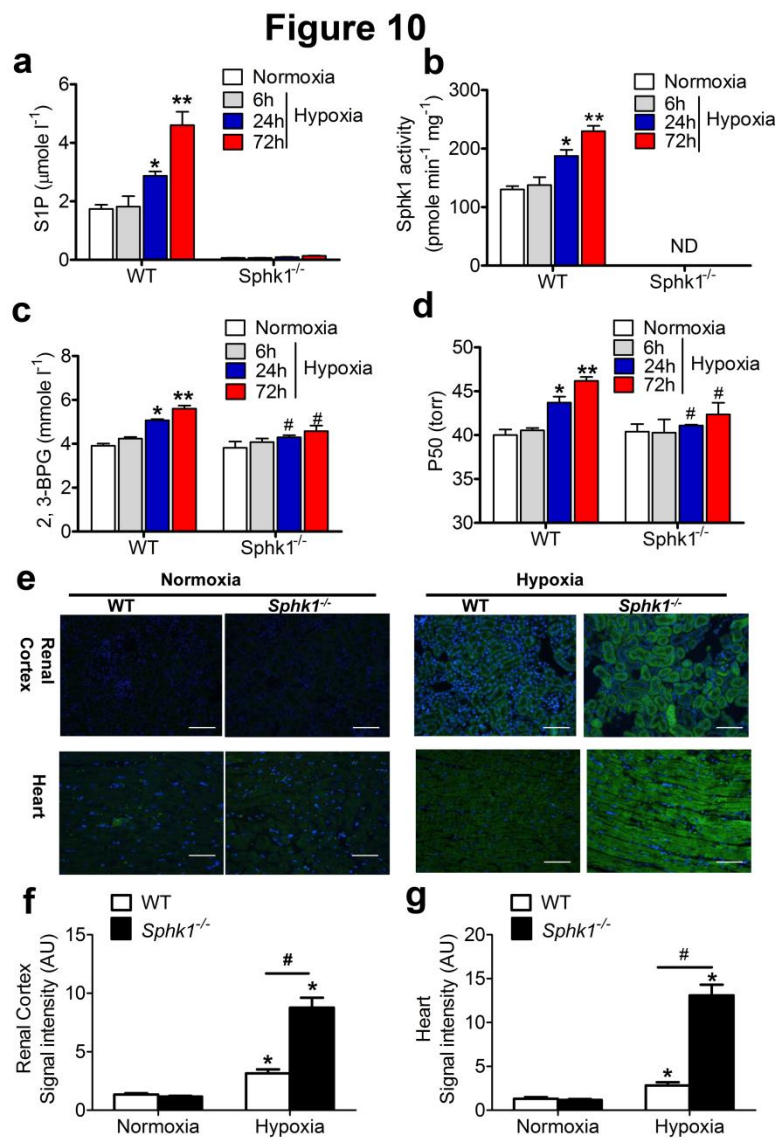 Figure 10
a
Normoxia
6h
24h
72h
Hypoxia
S1P (μmole l⁻¹)
6
4
2
0
*
**
WT
Sphk1⁻/⁻
b
Normoxia
6h
24h
72h
Hypoxia
Sphk1 activity
(pmole min⁻¹ mg⁻¹)
300
200
100
0
*
**
ND
WT
Sphk1⁻/⁻
c
Normoxia
6h
24h
72h
Hypoxia
2, 3-BPG (mmole l⁻¹)
8
6
4
2
0
*
**
#
#
WT
Sphk1⁻/⁻
d
Normoxia
6h
24h
72h
Hypoxia
P50 (torr)
50
45
40
35
30
*
**
#
#
WT
Sphk1⁻/⁻
e
Normoxia
Hypoxia
WT
Sphk1⁻/⁻
WT
Sphk1⁻/⁻
Renal
Cortex
Heart
f
WT
Sphk1⁻/⁻
Renal Cortex
Signal intensity (AU)
15
10
5
0
#
*
*
Normoxia
Hypoxia
g
WT
Sphk1⁻/⁻
Heart
Signal intensity (AU)
20
15
10
5
0
#
*
*
Normoxia
Hypoxia